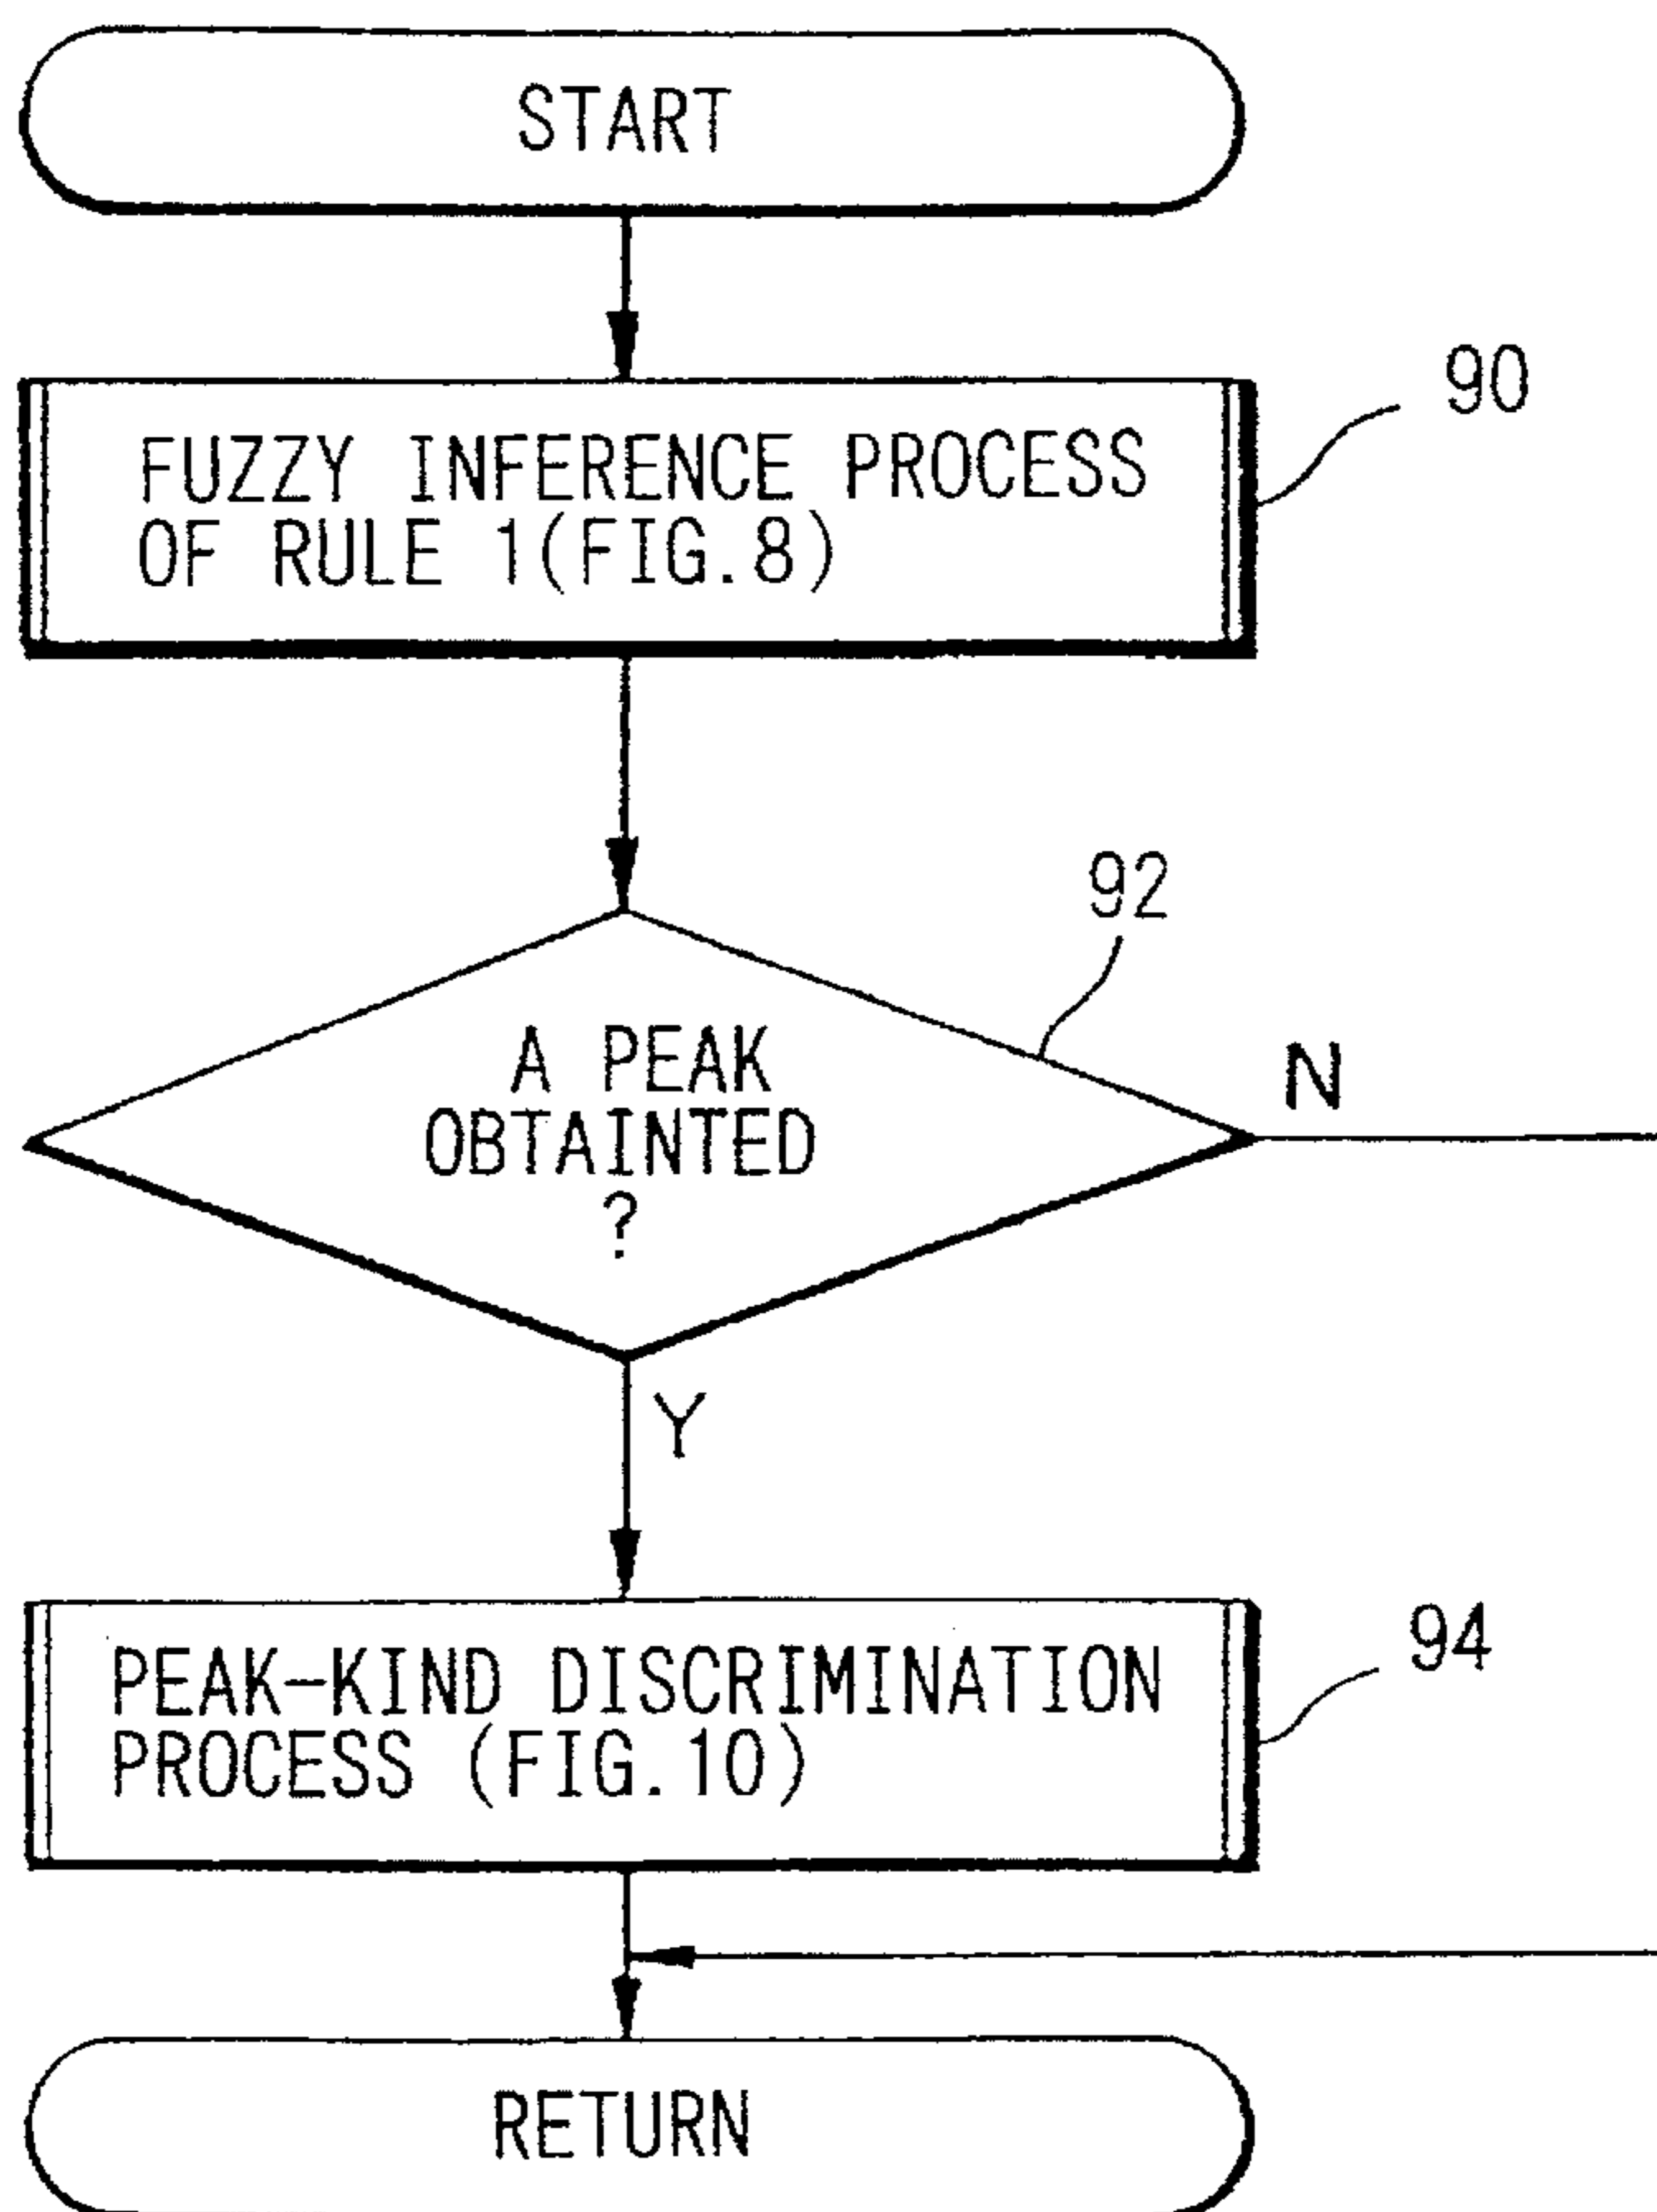 START
90
FUZZY INFERENCE PROCESS
OF RULE 1(FIG.8)
92
A PEAK
OBTAINTED
?
N
Y
94
PEAK-KIND DISCRIMINATION
PROCESS (FIG.10)
RETURN